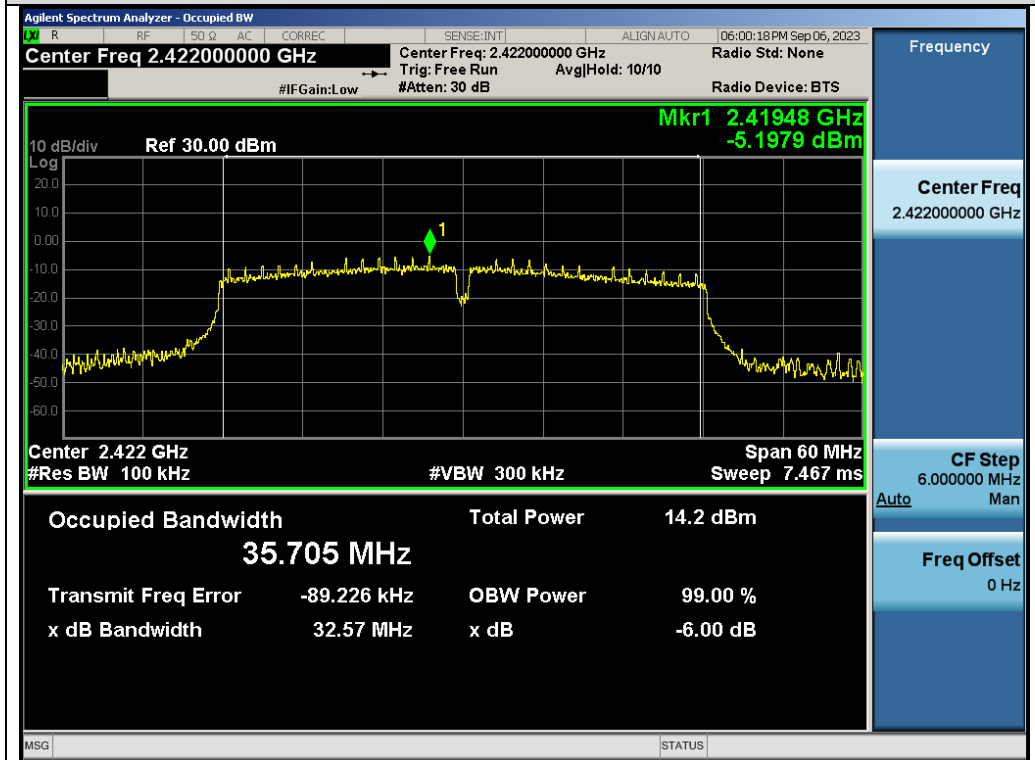 Agilent Spectrum Analyzer - Occupied BW
LXI R RF 50 Ω AC CORREC SENSE:INT ALIGN AUTO 06:00:18 PM Sep 06, 2023
Center Freq 2.422000000 GHz
Center Freq: 2.422000000 GHz Radio Std: None
Trig: Free Run Avg|Hold: 10/10
#IFGain:Low #Atten: 30 dB Radio Device: BTS
Mkr1 2.41948 GHz
-5.1979 dBm
10 dB/div Ref 30.00 dBm
Log
20.0
10.0
0.00
-10.0
-20.0
-30.0
-40.0
-50.0
-60.0
1
Center 2.422 GHz Span 60 MHz
#Res BW 100 kHz #VBW 300 kHz Sweep 7.467 ms
Occupied Bandwidth Total Power 14.2 dBm
35.705 MHz
Transmit Freq Error -89.226 kHz OBW Power 99.00 %
x dB Bandwidth 32.57 MHz x dB -6.00 dB
MSG STATUS
Frequency
Center Freq
2.422000000 GHz
CF Step
6.000000 MHz
Auto Man
Freq Offset
0 Hz